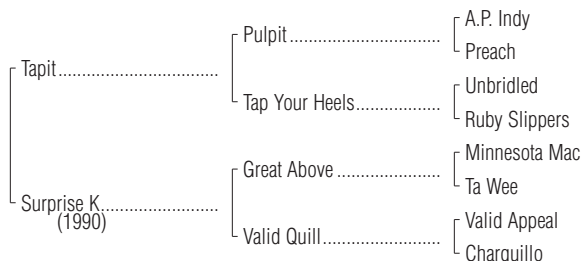 A.P. Indy
Pulpit
Preach
Tapit
Unbridled
Tap Your Heels
Ruby Slippers
Minnesota Mac
Great Above
Ta Wee
Surprise K.
(1990)
Valid Appeal
Valid Quill
Charquillo